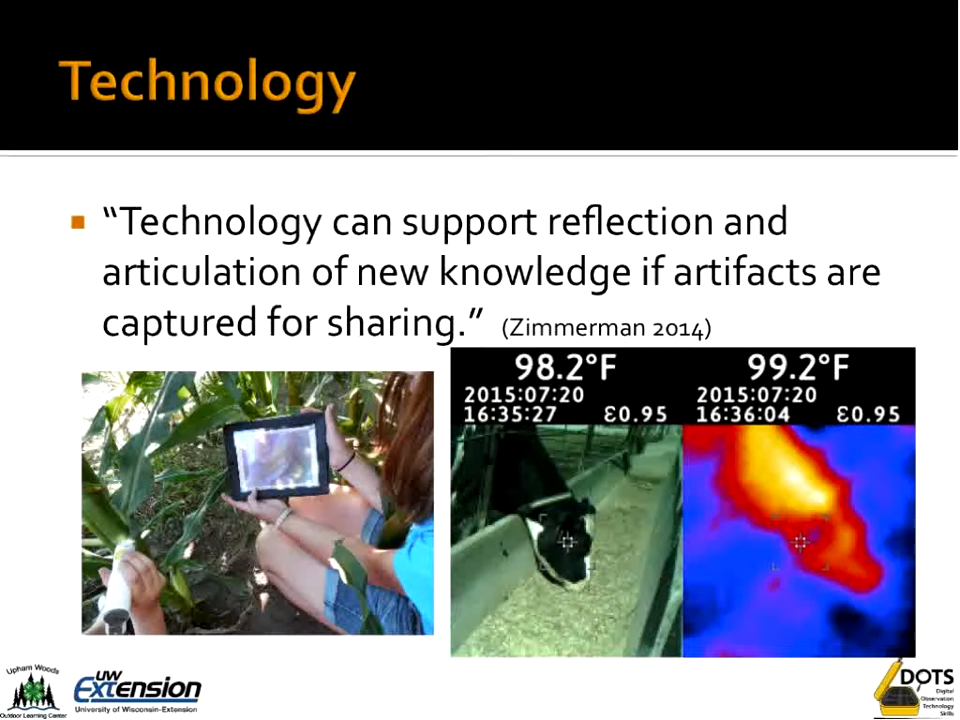 Technology
“Technology can support reflection and
articulation of new knowledge if artifacts are
captured for sharing.” (Zimmerman 2014)
98.2°F
2015:07:20
16:35:27 ε0.95
99.2°F
2015:07:20
16:36:04 ε0.95
Upham Woods
Outdoor Learning Center
UW
Extension
University of Wisconsin-Extension
DOTS
Digital
Observation
Technology
Skills